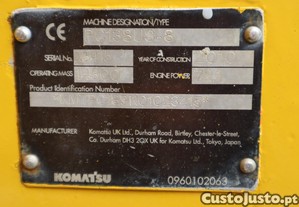 MACHINE DESIGNATION/TYPE
SERIAL No
YEAR OF CONSTRUCTION
OPERATING MASS
ENGINE POWER
Product Identification Number
MANUFACTURER
Komatsu UK Ltd., Durham Road, Birtley, Chester-le-Street,
Co. Durham DH3 2QX UK for Komatsu Ltd., Tokyo, Japan
KOMATSU
0960102063
CustoJusto.pt